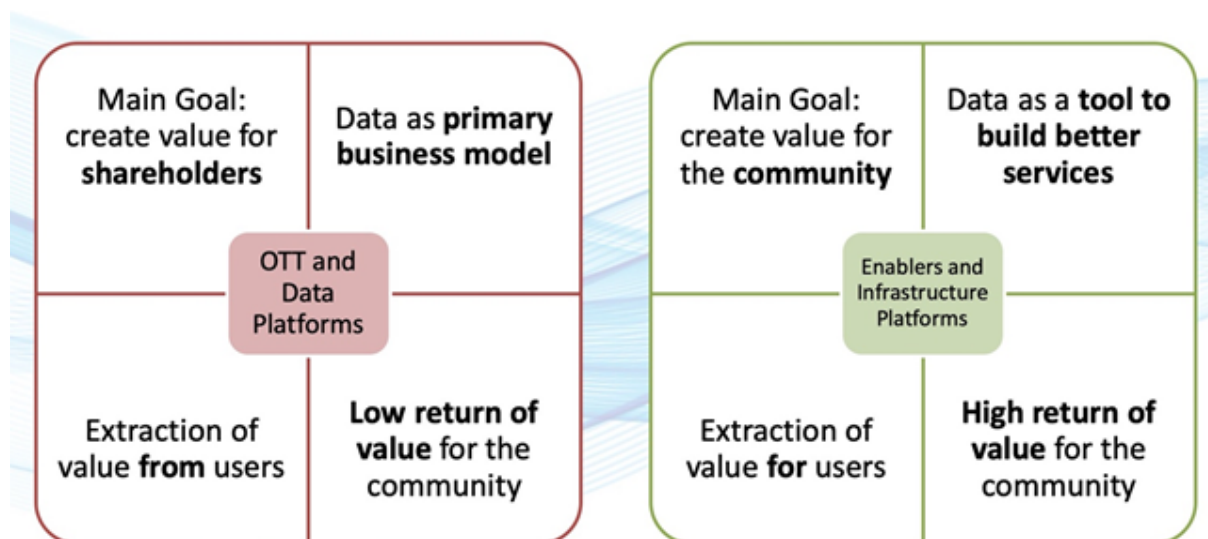 Main Goal:
create value for
shareholders
Data as primary
business model
OTT and
Data
Platforms
Extraction of
value from users
Low return of
value for the
community
Main Goal:
create value for
the community
Data as a tool to
build better
services
Enablers and
Infrastructure
Platforms
Extraction of
value for users
High return of
value for the
community